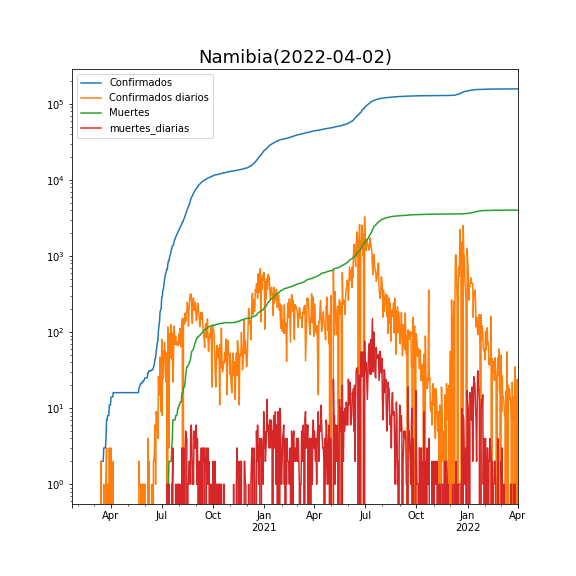 Namibia(2022-04-02)
Confirmados
Confirmados diarios
Muertes
muertes_diarias
10^5
10^4
10^3
10^2
10^1
10^0
Apr Jul Oct Jan Apr Jul Oct Jan Apr
2021 2022